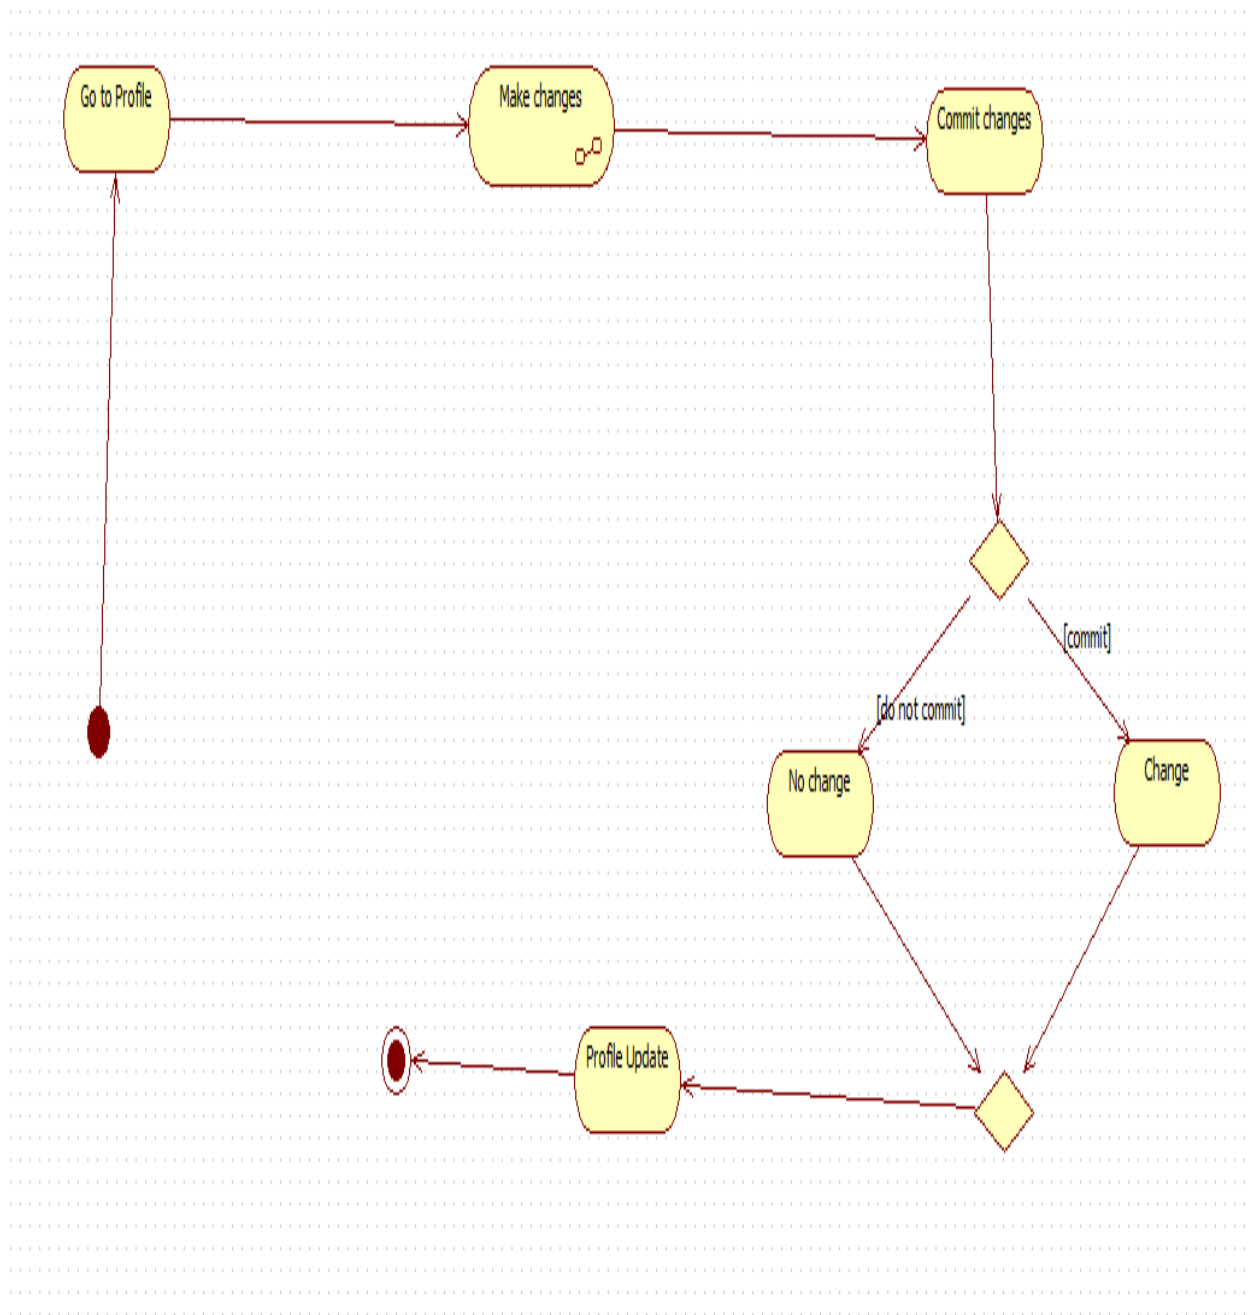 Go to Profile
Make changes
Commit changes
[commit]
[do not commit]
No change
Change
Profile Update